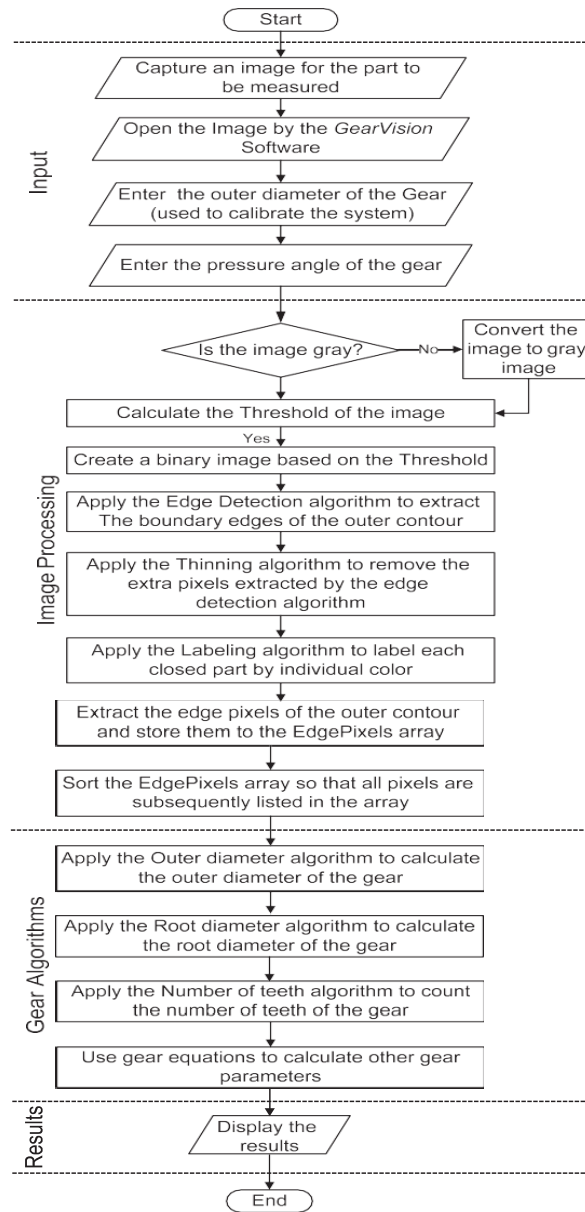 Start
Input
Capture an image for the part to
be measured
Open the Image by the GearVision
Software
Enter the outer diameter of the Gear
(used to calibrate the system)
Enter the pressure angle of the gear
Image Processing
Is the image gray?
No
Convert the
image to gray
image
Calculate the Threshold of the image
Yes
Create a binary image based on the Threshold
Apply the Edge Detection algorithm to extract
The boundary edges of the outer contour
Apply the Thinning algorithm to remove the
extra pixels extracted by the edge
detection algorithm
Apply the Labeling algorithm to label each
closed part by individual color
Extract the edge pixels of the outer contour
and store them to the EdgePixels array
Sort the EdgePixels array so that all pixels are
subsequently listed in the array
Gear Algorithms
Apply the Outer diameter algorithm to calculate
the outer diameter of the gear
Apply the Root diameter algorithm to calculate
the root diameter of the gear
Apply the Number of teeth algorithm to count
the number of teeth of the gear
Use gear equations to calculate other gear
parameters
Results
Display the
results
End